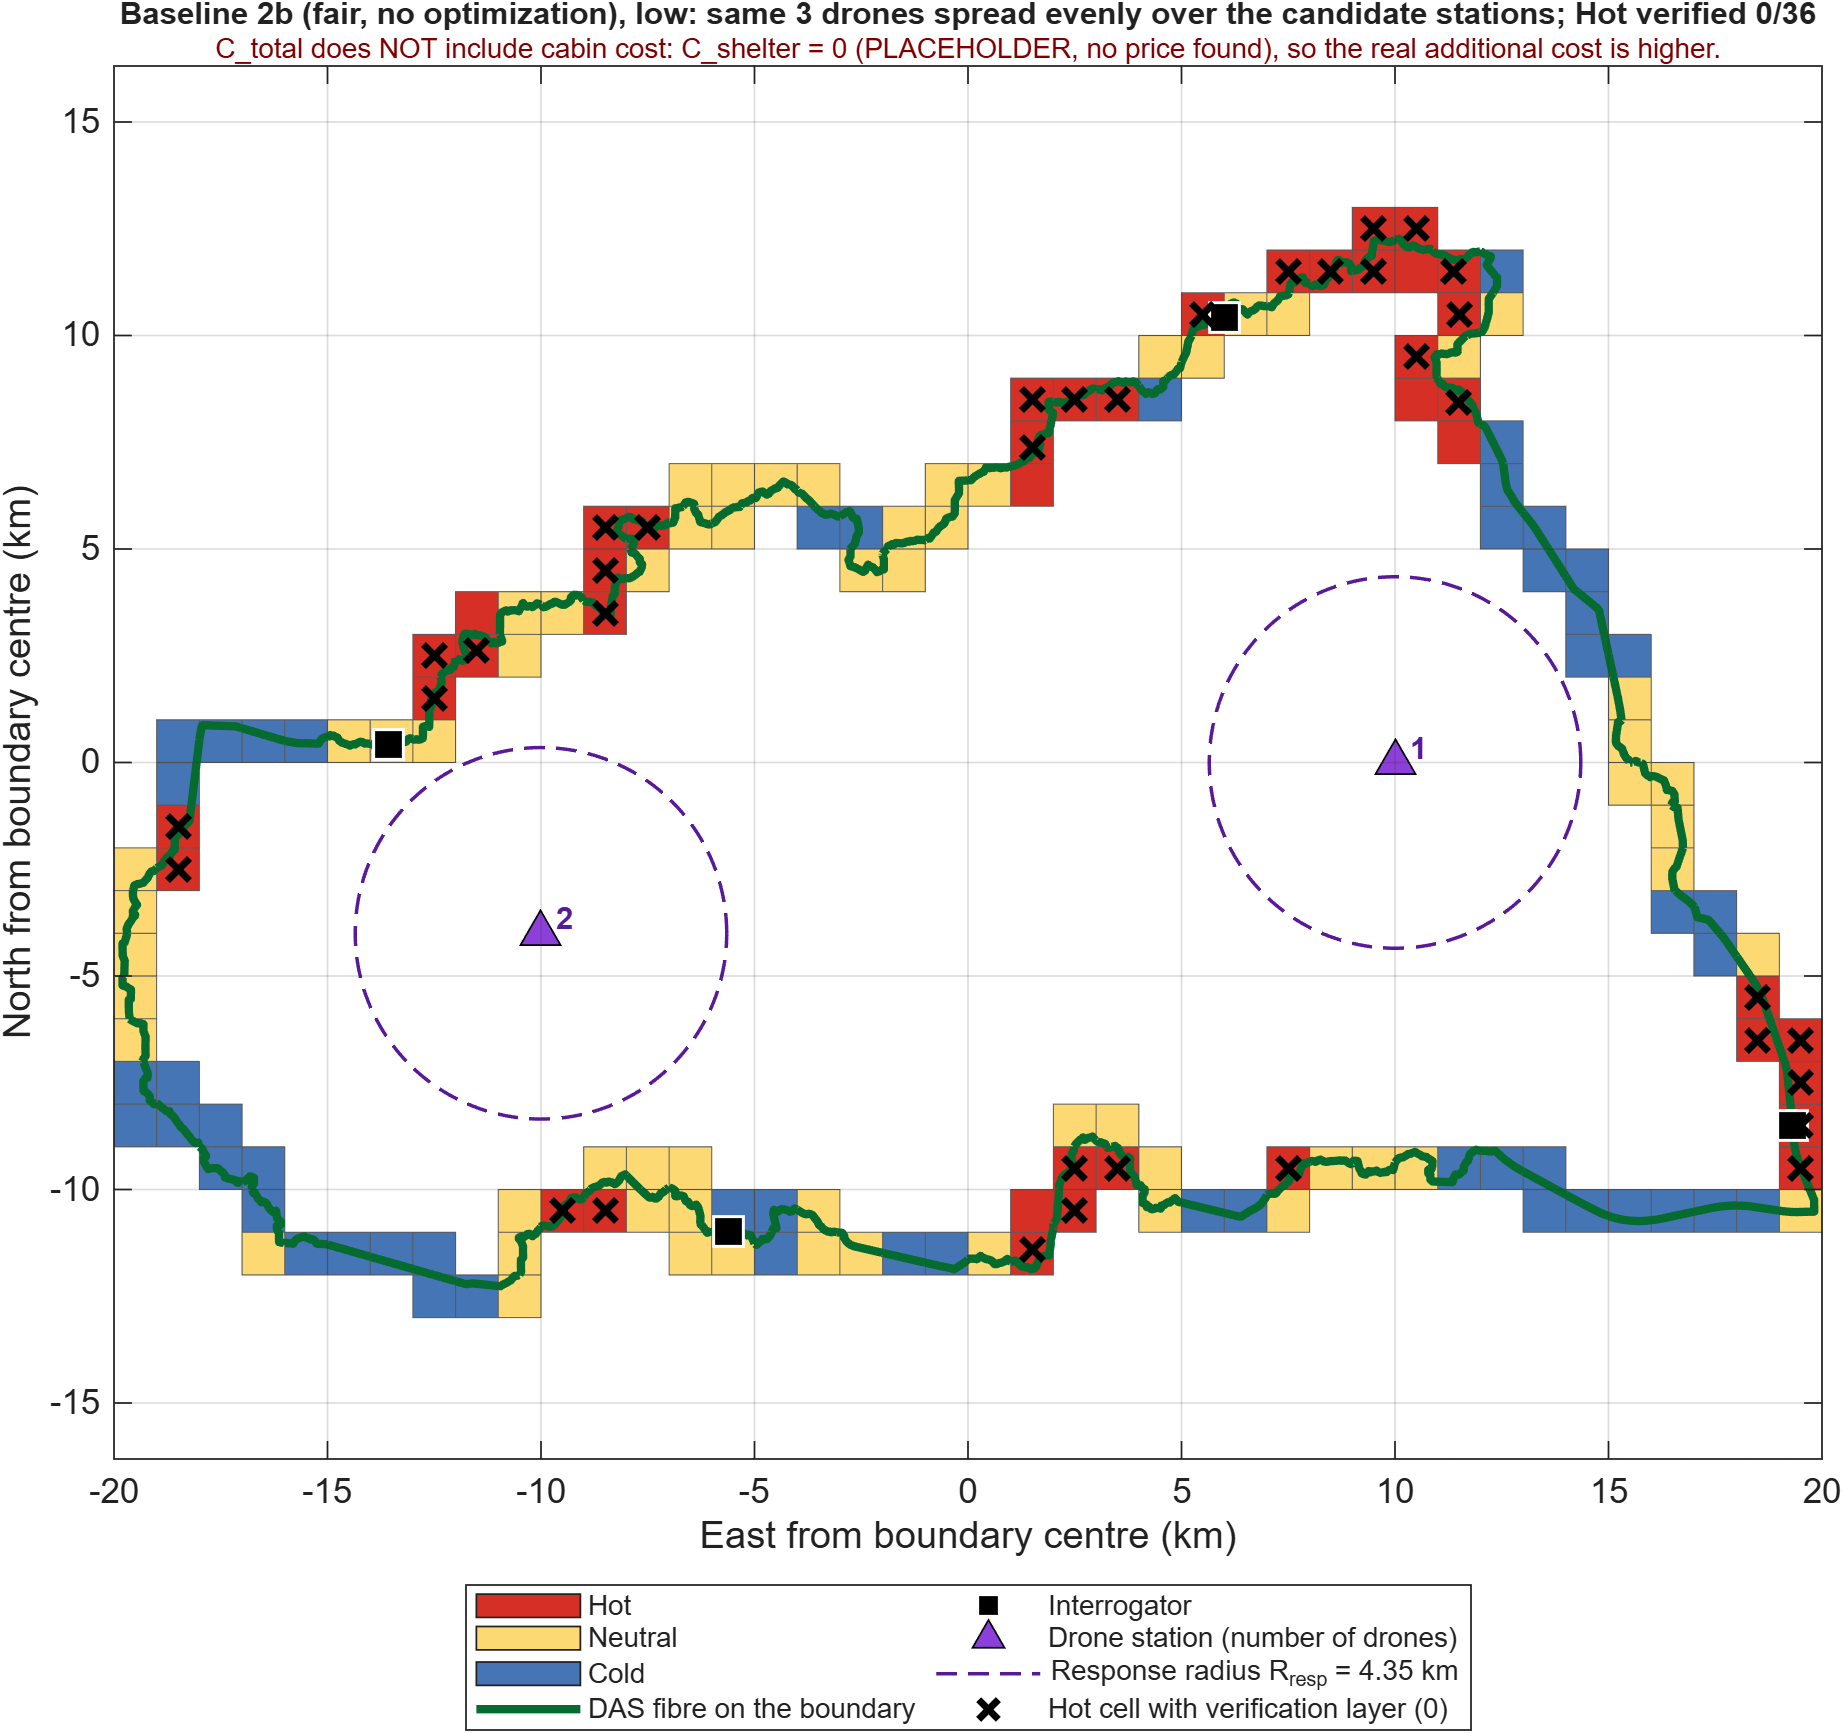 Baseline 2b (fair, no optimization), low: same 3 drones spread evenly over the candidate stations; Hot verified 0/36
C_total does NOT include cabin cost: C_shelter = 0 (PLACEHOLDER, no price found), so the real additional cost is higher.
North from boundary centre (km)
15
10
5
0
-5
-10
-15
1
2
-20
-15
-10
-5
0
5
10
15
20
East from boundary centre (km)
Hot
Neutral
Cold
DAS fibre on the boundary
Interrogator
Drone station (number of drones)
Response radius Rresp = 4.35 km
Hot cell with verification layer (0)